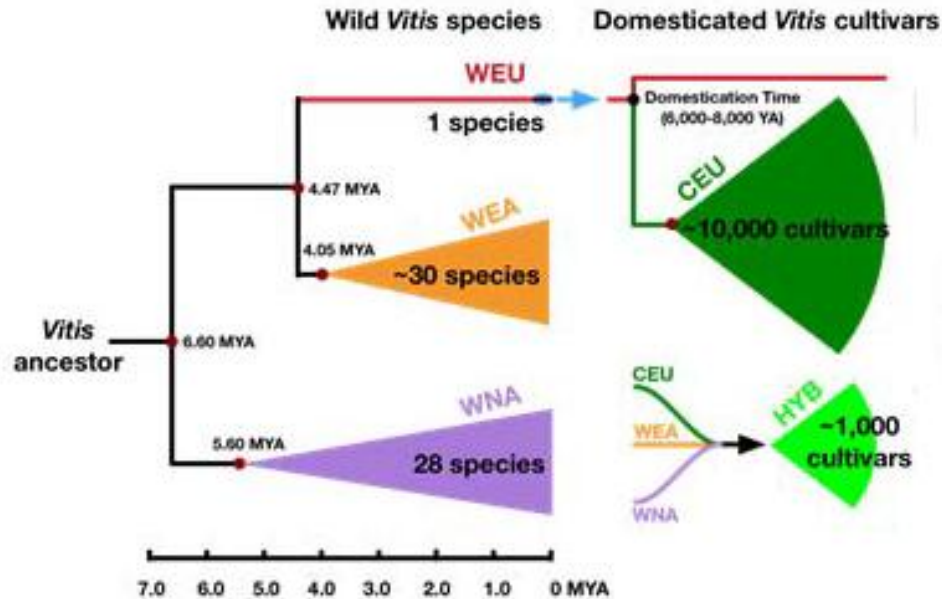 Wild Vitis species
Domesticated Vitis cultivars
WEU
1 species
Domestication Time
(6,000-8,000 YA)
4.47 MYA
CEU
~10,000 cultivars
WEA
4.05 MYA
~30 species
Vitis
ancestor
6.60 MYA
WNA
5.60 MYA
28 species
CEU
WEA
WNA
HYB
~1,000
cultivars
7.0 6.0 5.0 4.0 3.0 2.0 1.0 0 MYA